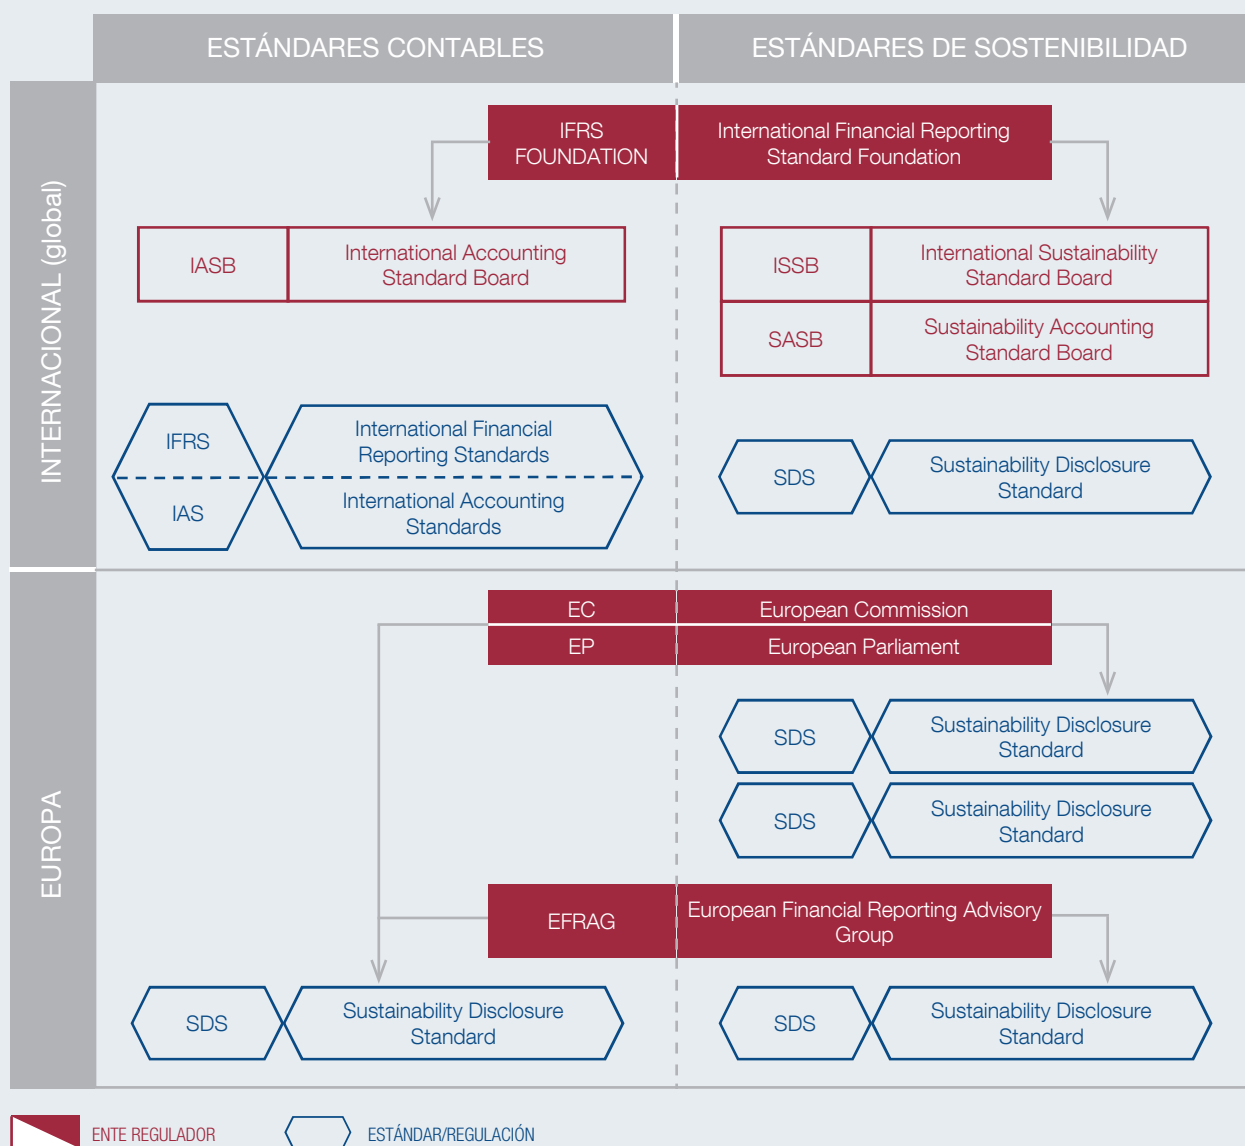 ESTÁNDARES CONTABLES
ESTÁNDARES DE SOSTENIBILIDAD
INTERNACIONAL (global)
IFRS
FOUNDATION
International Financial Reporting
Standard Foundation
IASB
International Accounting
Standard Board
ISSB
International Sustainability
Standard Board
SASB
Sustainability Accounting
Standard Board
IFRS
International Financial
Reporting Standards
IAS
International Accounting
Standards
SDS
Sustainability Disclosure
Standard
EUROPA
EC
European Commission
EP
European Parliament
SDS
Sustainability Disclosure
Standard
SDS
Sustainability Disclosure
Standard
EFRAG
European Financial Reporting Advisory
Group
SDS
Sustainability Disclosure
Standard
SDS
Sustainability Disclosure
Standard
ENTE REGULADOR
ESTÁNDAR/REGULACIÓN